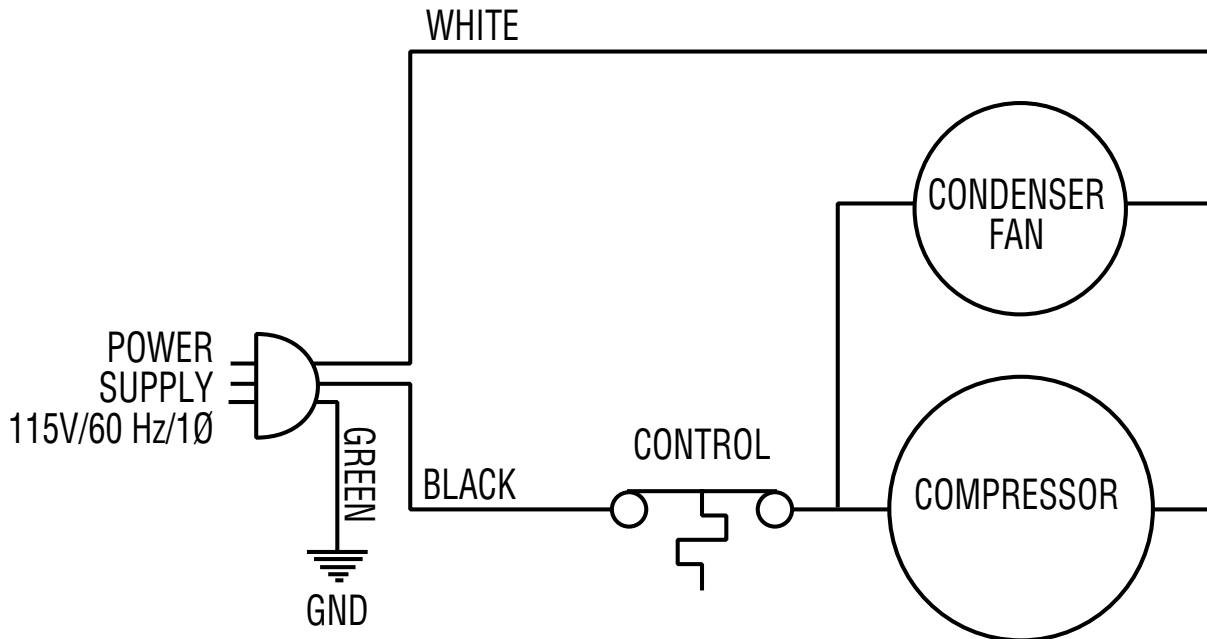 WHITE
CONDENSER
FAN
POWER
SUPPLY
115V/60 Hz/1Ø
GREEN
CONTROL
BLACK
COMPRESSOR
GND